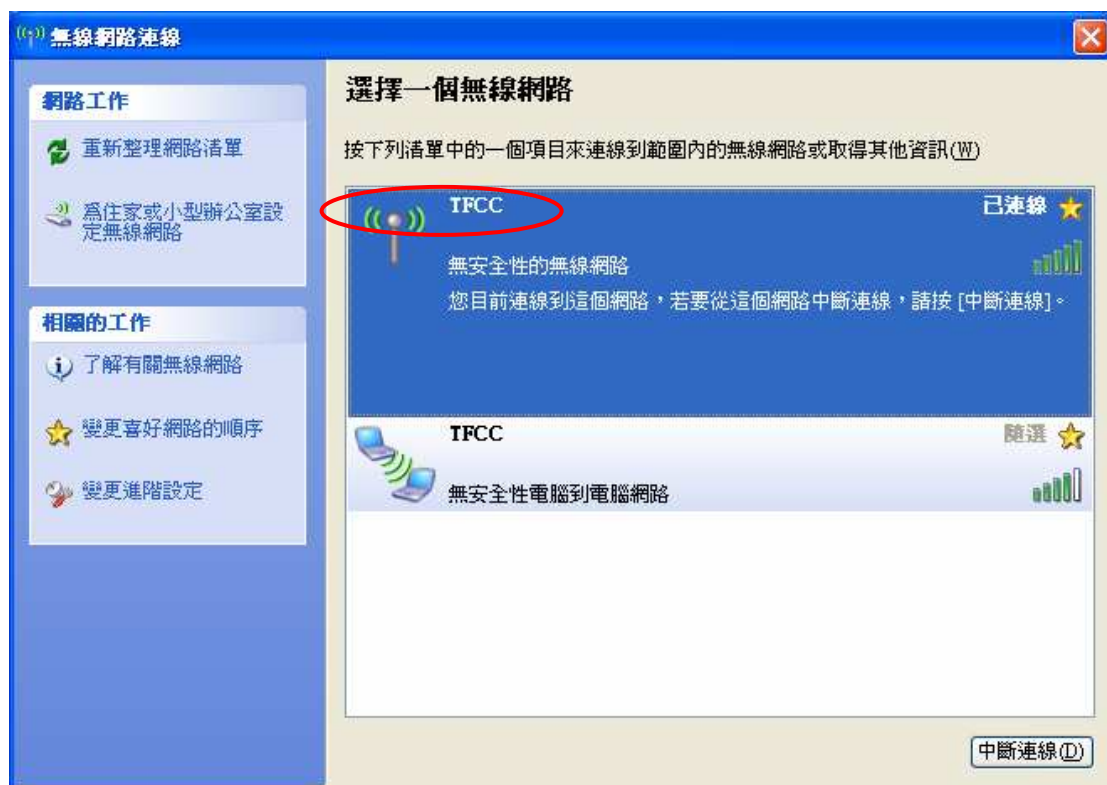 無線網路連線
網路工作
重新整理網路清單
為住家或小型辦公室設
定無線網路
相關的工作
了解有關無線網路
變更喜好網路的順序
變更進階設定
選擇一個無線網路
按下列清單中的一個項目來連線到範圍內的無線網路或取得其他資訊(W)
TFCC
已連線
無安全性的無線網路
您目前連線到這個網路，若要從這個網路中斷連線，請按 [中斷連線]。
TFCC
隨選
無安全性電腦到電腦網路
中斷連線(D)